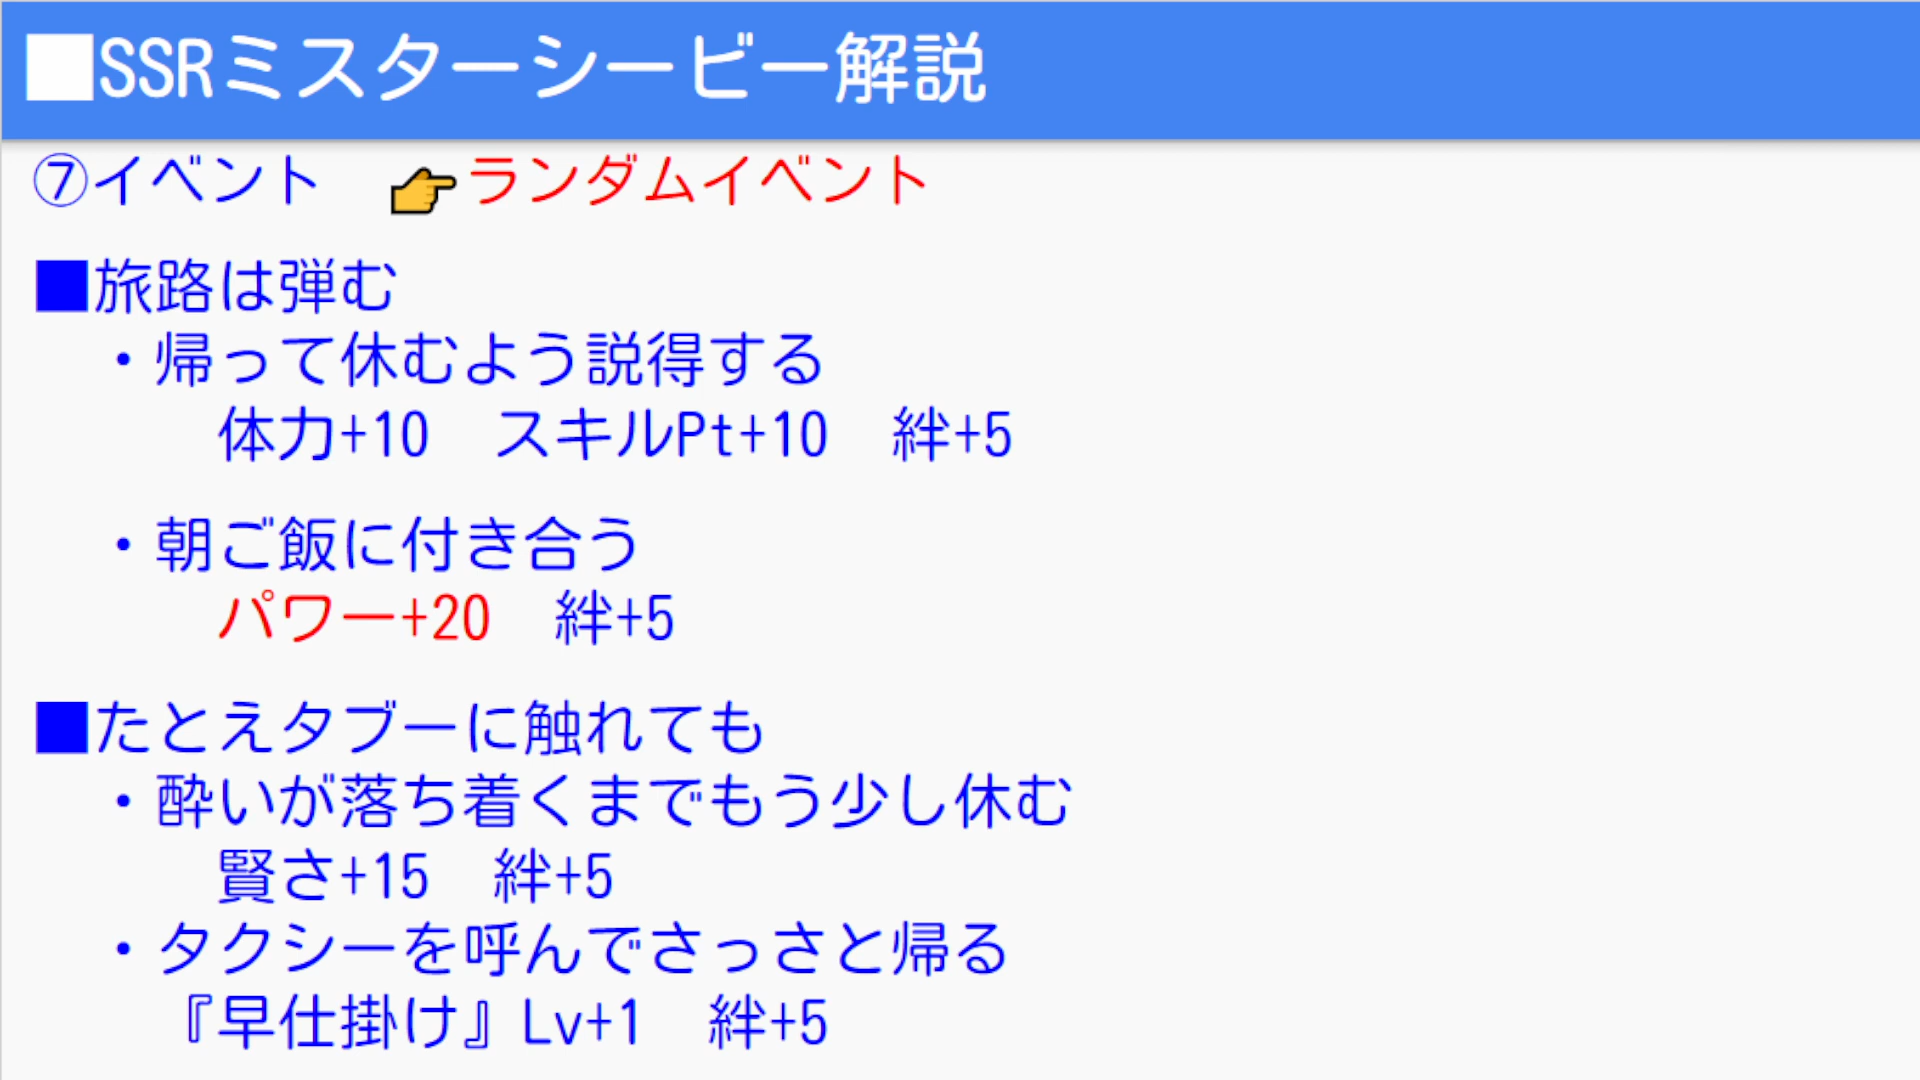 ■SSRミスターシービー解説
⑦イベント　👉ランダムイベント
■旅路は弾む
・帰って休むよう説得する
体力+10　スキルPt+10　絆+5
・朝ご飯に付き合う
パワー+20　絆+5
■たとえタブーに触れても
・酔いが落ち着くまでもう少し休む
賢さ+15　絆+5
・タクシーを呼んでさっさと帰る
『早仕掛け』Lv+1　絆+5